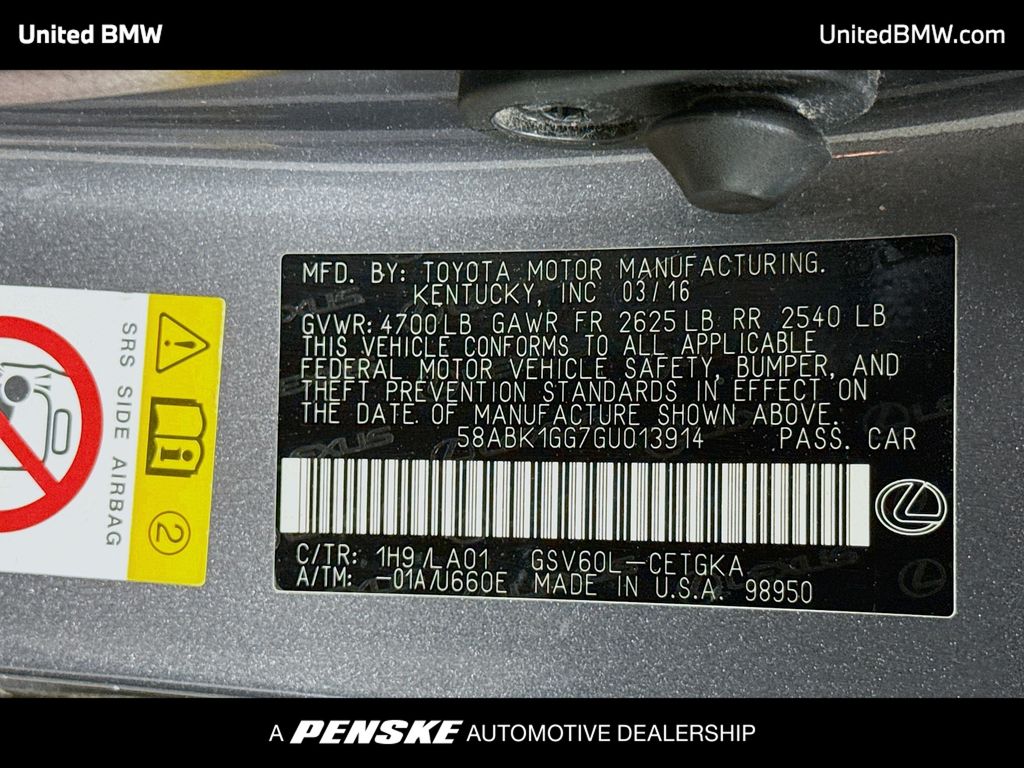 United BMW
UnitedBMW.com
MFD. BY: TOYOTA MOTOR MANUFACTURING.
KENTUCKY, INC 03/16
GVWR: 4700LB GAWR FR 2625LB RR 2540 LB
THIS VEHICLE CONFORMS TO ALL APPLICABLE
FEDERAL MOTOR VEHICLE SAFETY, BUMPER, AND
THEFT PREVENTION STANDARDS IN EFFECT ON
THE DATE OF MANUFACTURE SHOWN ABOVE.
58ABK1GG7GU013914 PASS. CAR
C/TR: 1H9/LA01 GSV60L-CETGKA
A/TM: -01A/U660E MADE IN U.S.A. 98950
SRS SIDE AIRBAG
2
A PENSKE AUTOMOTIVE DEALERSHIP